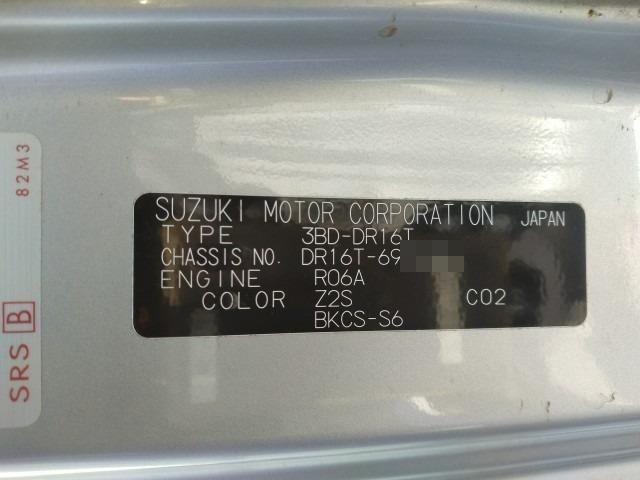 SUZUKI MOTOR CORPORATION JAPAN
TYPE 3BD-DR16T
CHASSIS NO. DR16T-69
ENGINE R06A
COLOR Z2S C02
BKCS-S6
82M3
SRS B